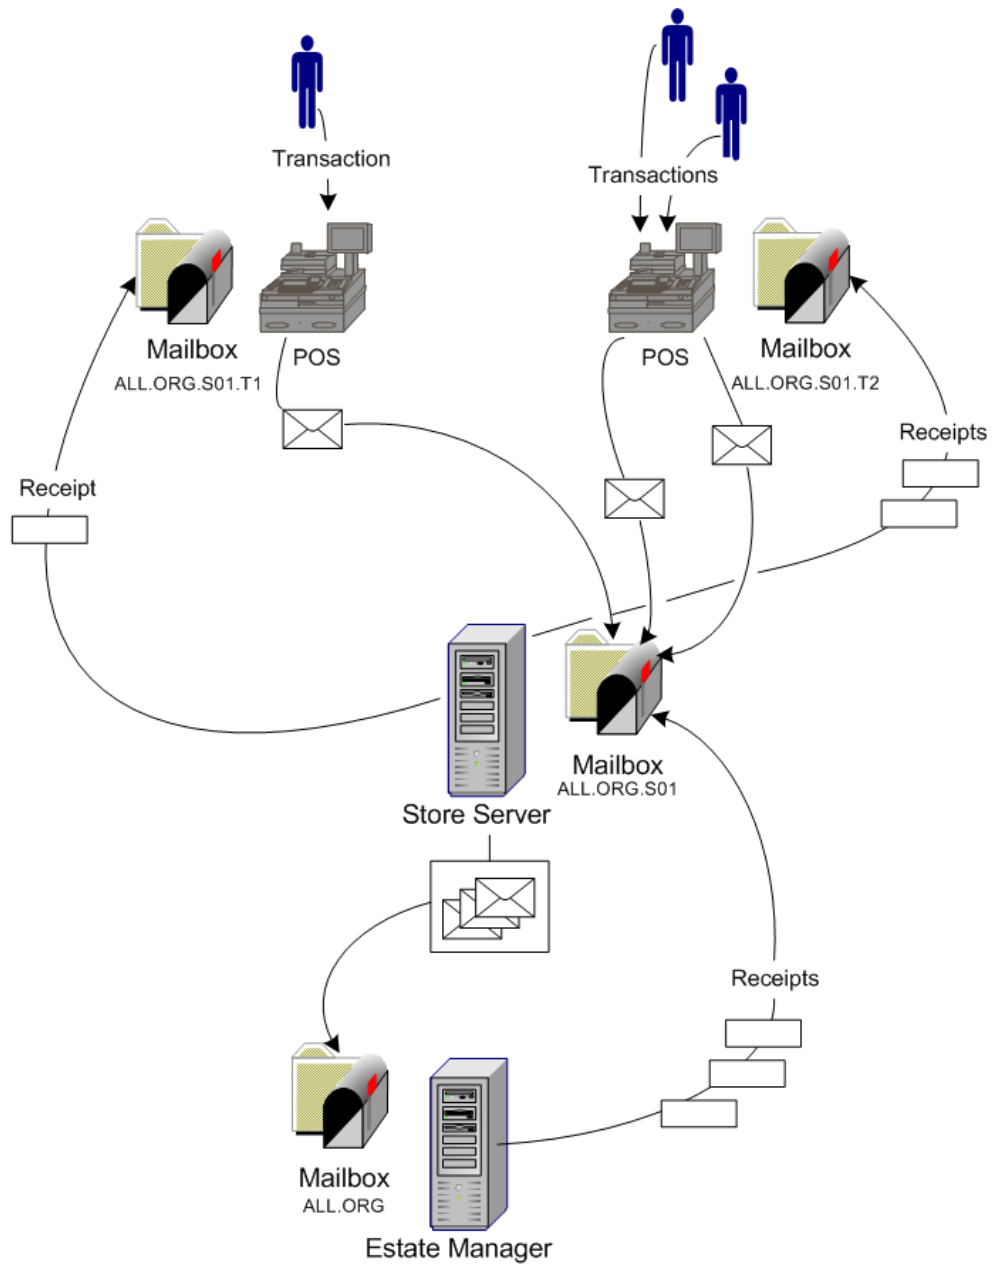 Transaction
Transactions
Mailbox
ALL.ORG.S01.T1
POS
POS
Mailbox
ALL.ORG.S01.T2
Receipts
Receipt
Mailbox
ALL.ORG.S01
Store Server
Receipts
Mailbox
ALL.ORG
Estate Manager